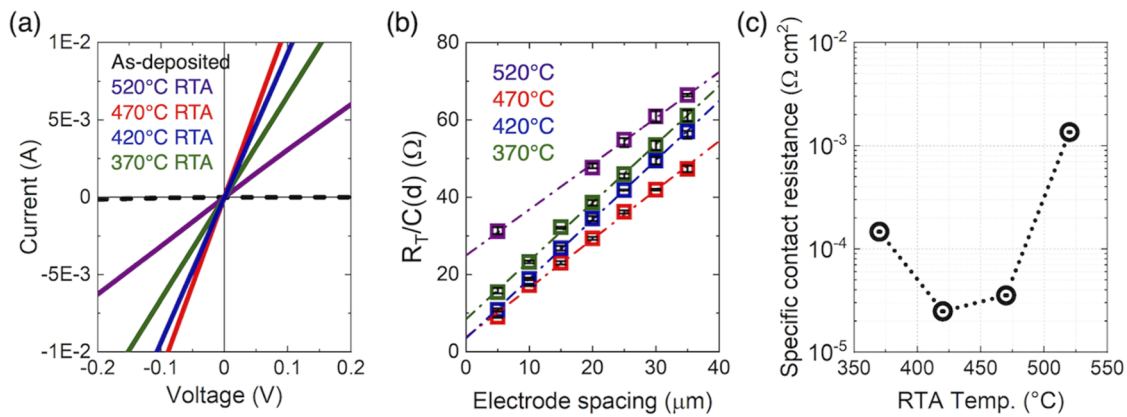 (a)
1E-2
5E-3
0
-5E-3
-1E-2
Current (A)
As-deposited
520°C RTA
470°C RTA
420°C RTA
370°C RTA
-0.2
-0.1
0
0.1
0.2
Voltage (V)
(b)
80
60
40
20
0
R_T/C(d) (Ω)
520°C
470°C
420°C
370°C
0
10
20
30
40
Electrode spacing (μm)
(c)
10⁻²
10⁻³
10⁻⁴
10⁻⁵
Specific contact resistance (Ω cm²)
350
400
450
500
550
RTA Temp. (°C)